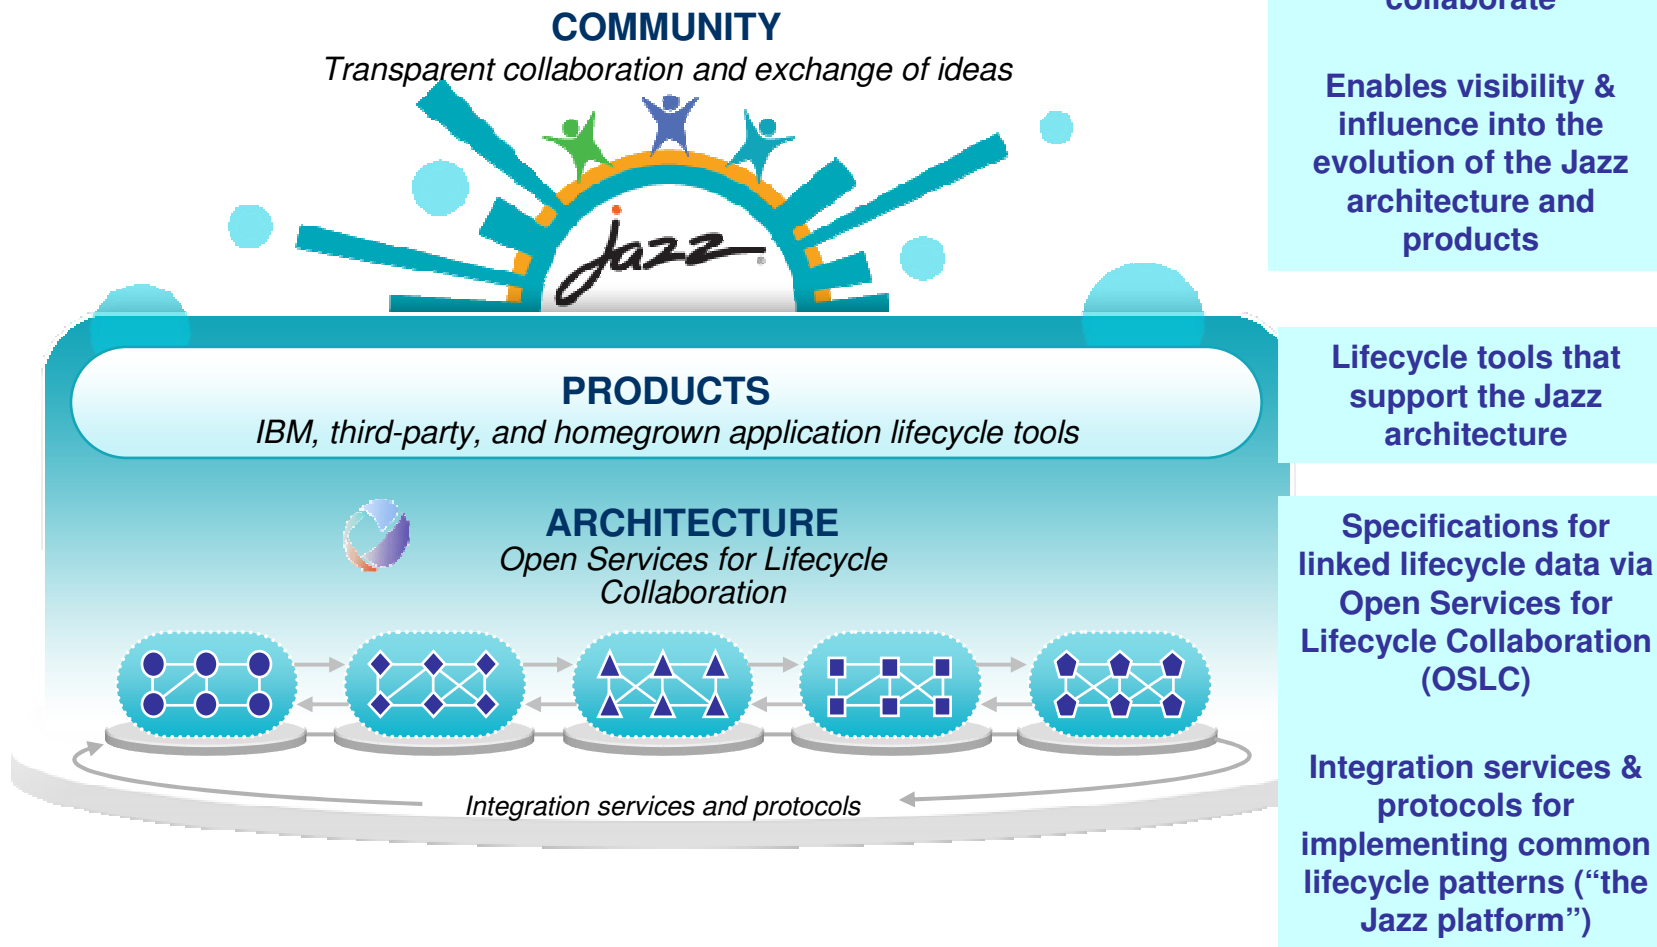 COMMUNITY
Transparent collaboration and exchange of ideas
jazz
PRODUCTS
IBM, third-party, and homegrown application lifecycle tools
ARCHITECTURE
Open Services for Lifecycle
Collaboration
Integration services and protocols
collaborate
Enables visibility &
influence into the
evolution of the Jazz
architecture and
products
Lifecycle tools that
support the Jazz
architecture
Specifications for
linked lifecycle data via
Open Services for
Lifecycle Collaboration
(OSLC)
Integration services &
protocols for
implementing common
lifecycle patterns (“the
Jazz platform”)